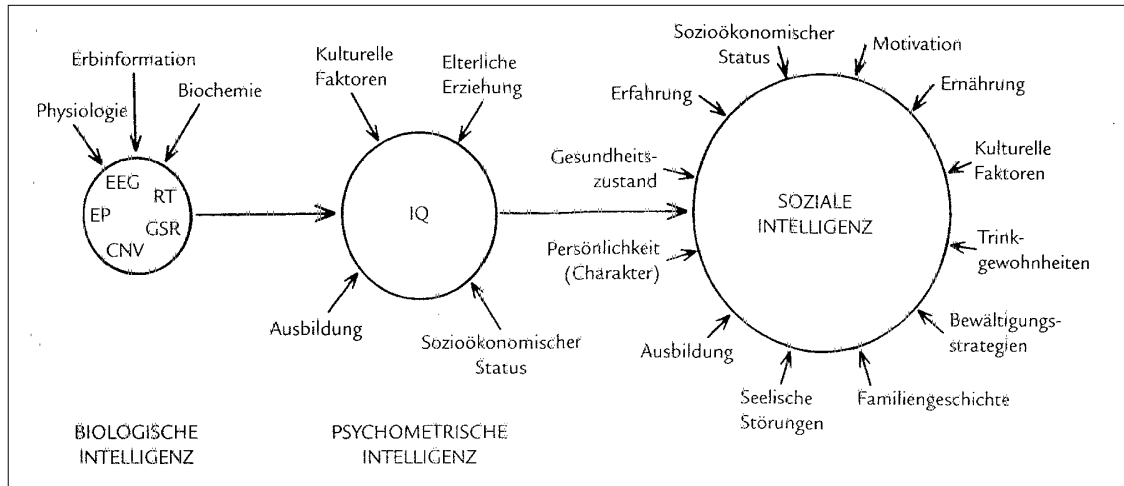 Erbinformation
Physiologie
Biochemie
EEG
RT
EP
GSR
CNV
BIOLOGISCHE
INTELLIGENZ
Kulturelle
Faktoren
Elterliche
Erziehung
IQ
Ausbildung
Sozioökonomischer
Status
PSYCHOMETRISCHE
INTELLIGENZ
Sozioökonomischer
Status
Motivation
Erfahrung
Ernährung
Gesundheits-
zustand
Kulturelle
Faktoren
SOZIALE
INTELLIGENZ
Persönlichkeit
(Charakter)
Trink-
gewohnheiten
Ausbildung
Bewältigungs-
strategien
Seelische
Störungen
Familiengeschichte